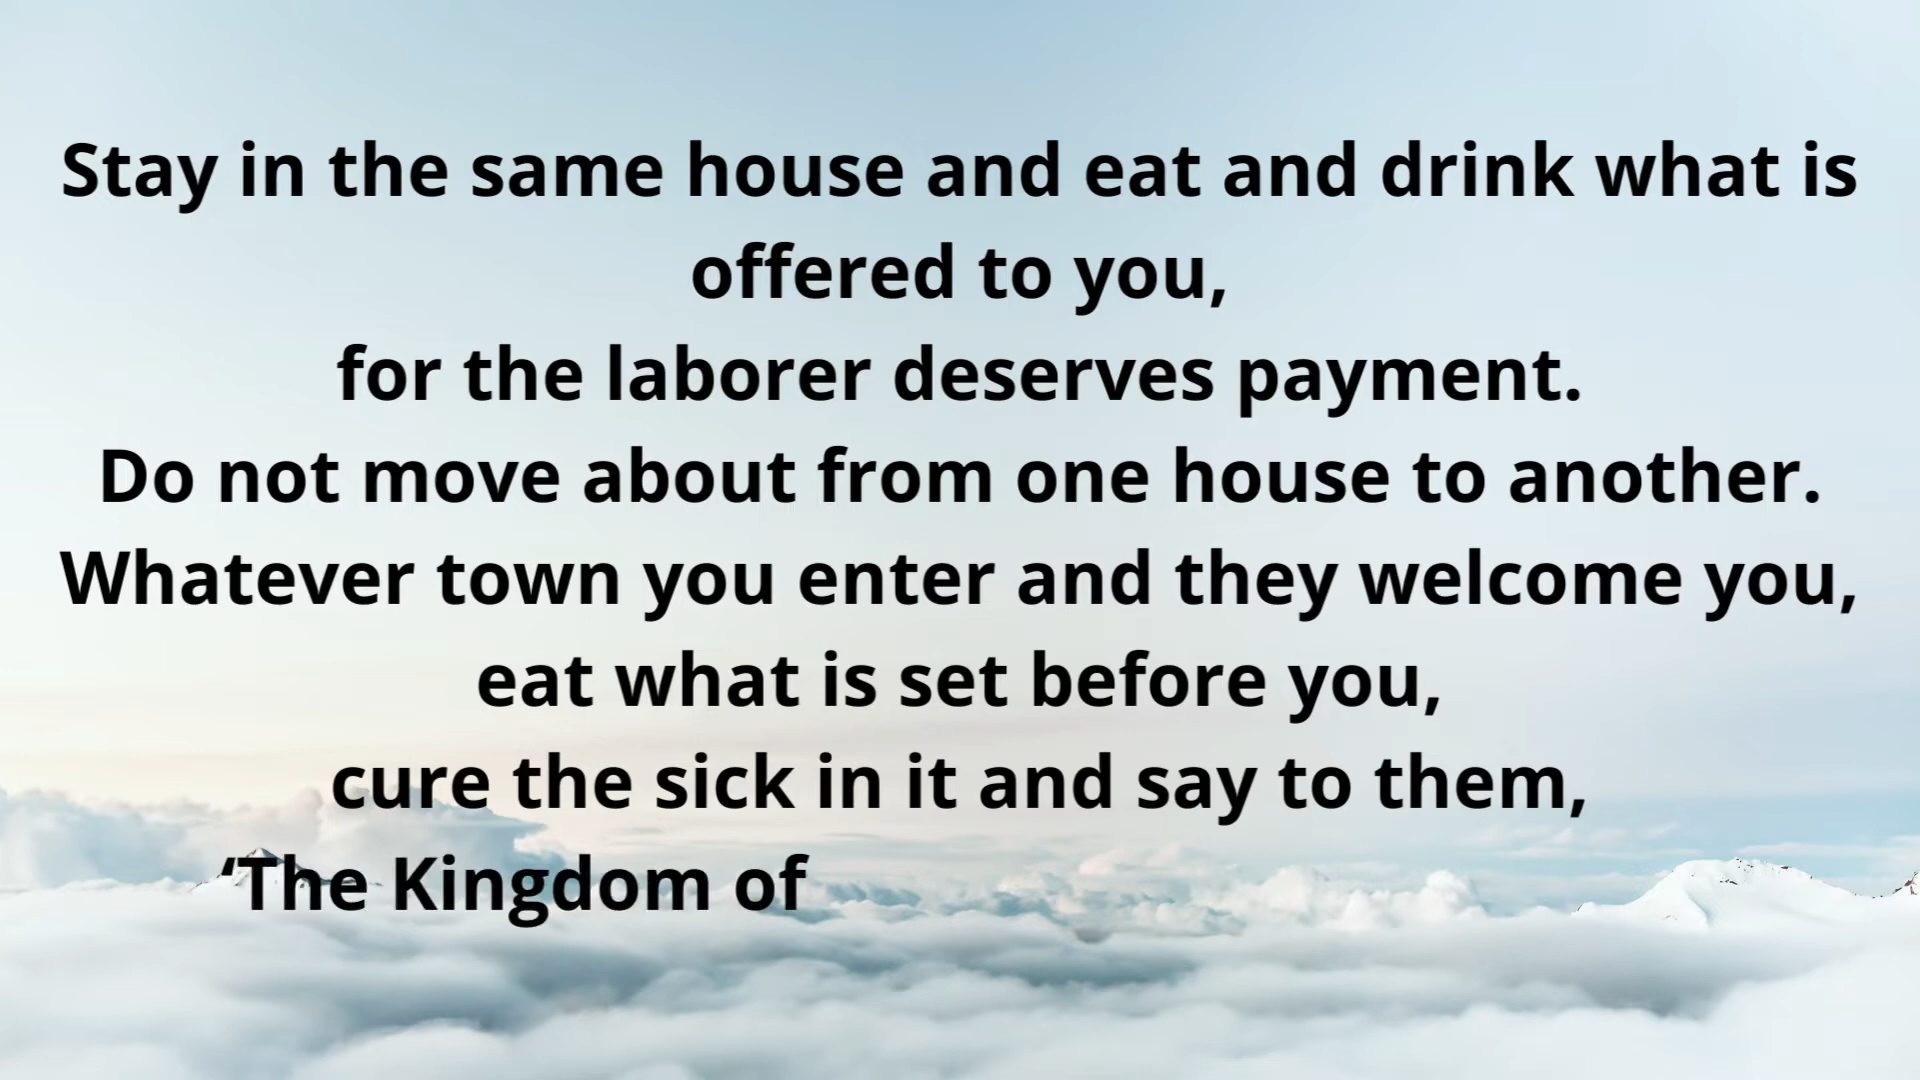 Stay in the same house and eat and drink what is
offered to you,
for the laborer deserves payment.
Do not move about from one house to another.
Whatever town you enter and they welcome you,
eat what is set before you,
cure the sick in it and say to them,
‘The Kingdom of